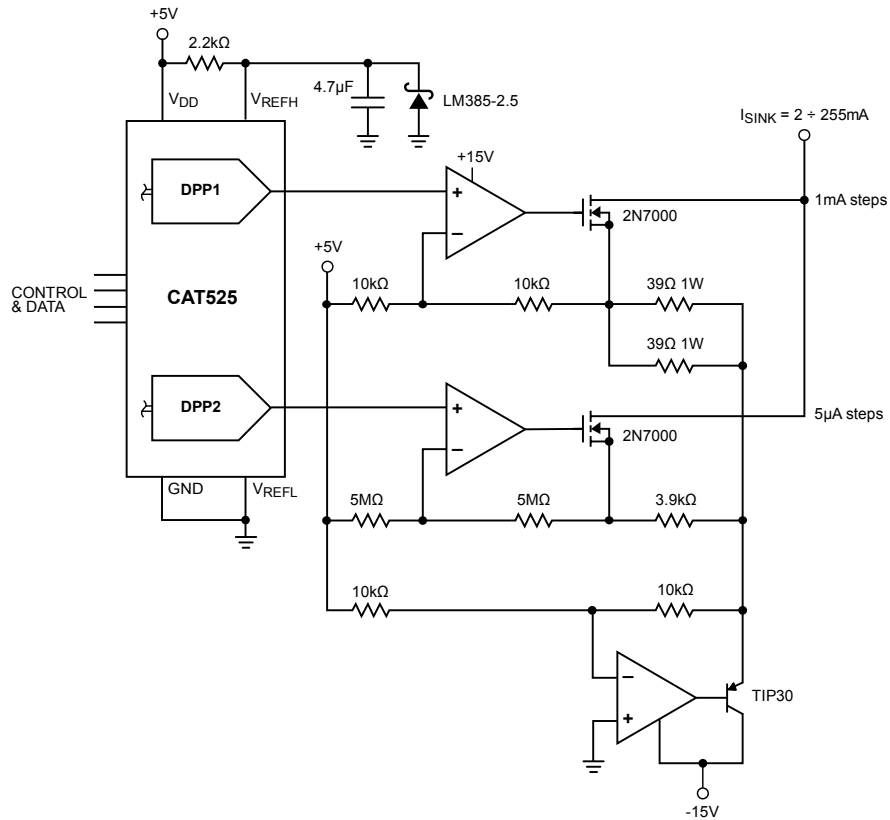 +5V
2.2kΩ
VDD
VREFH
4.7µF
LM385-2.5
ISINK = 2 ÷ 255mA
+15V
DPP1
+
−
2N7000
1mA steps
+5V
10kΩ
10kΩ
39Ω 1W
CONTROL
& DATA
CAT525
39Ω 1W
DPP2
+
−
2N7000
5µA steps
GND
VREFL
5MΩ
5MΩ
3.9kΩ
10kΩ
10kΩ
−
+
TIP30
-15V